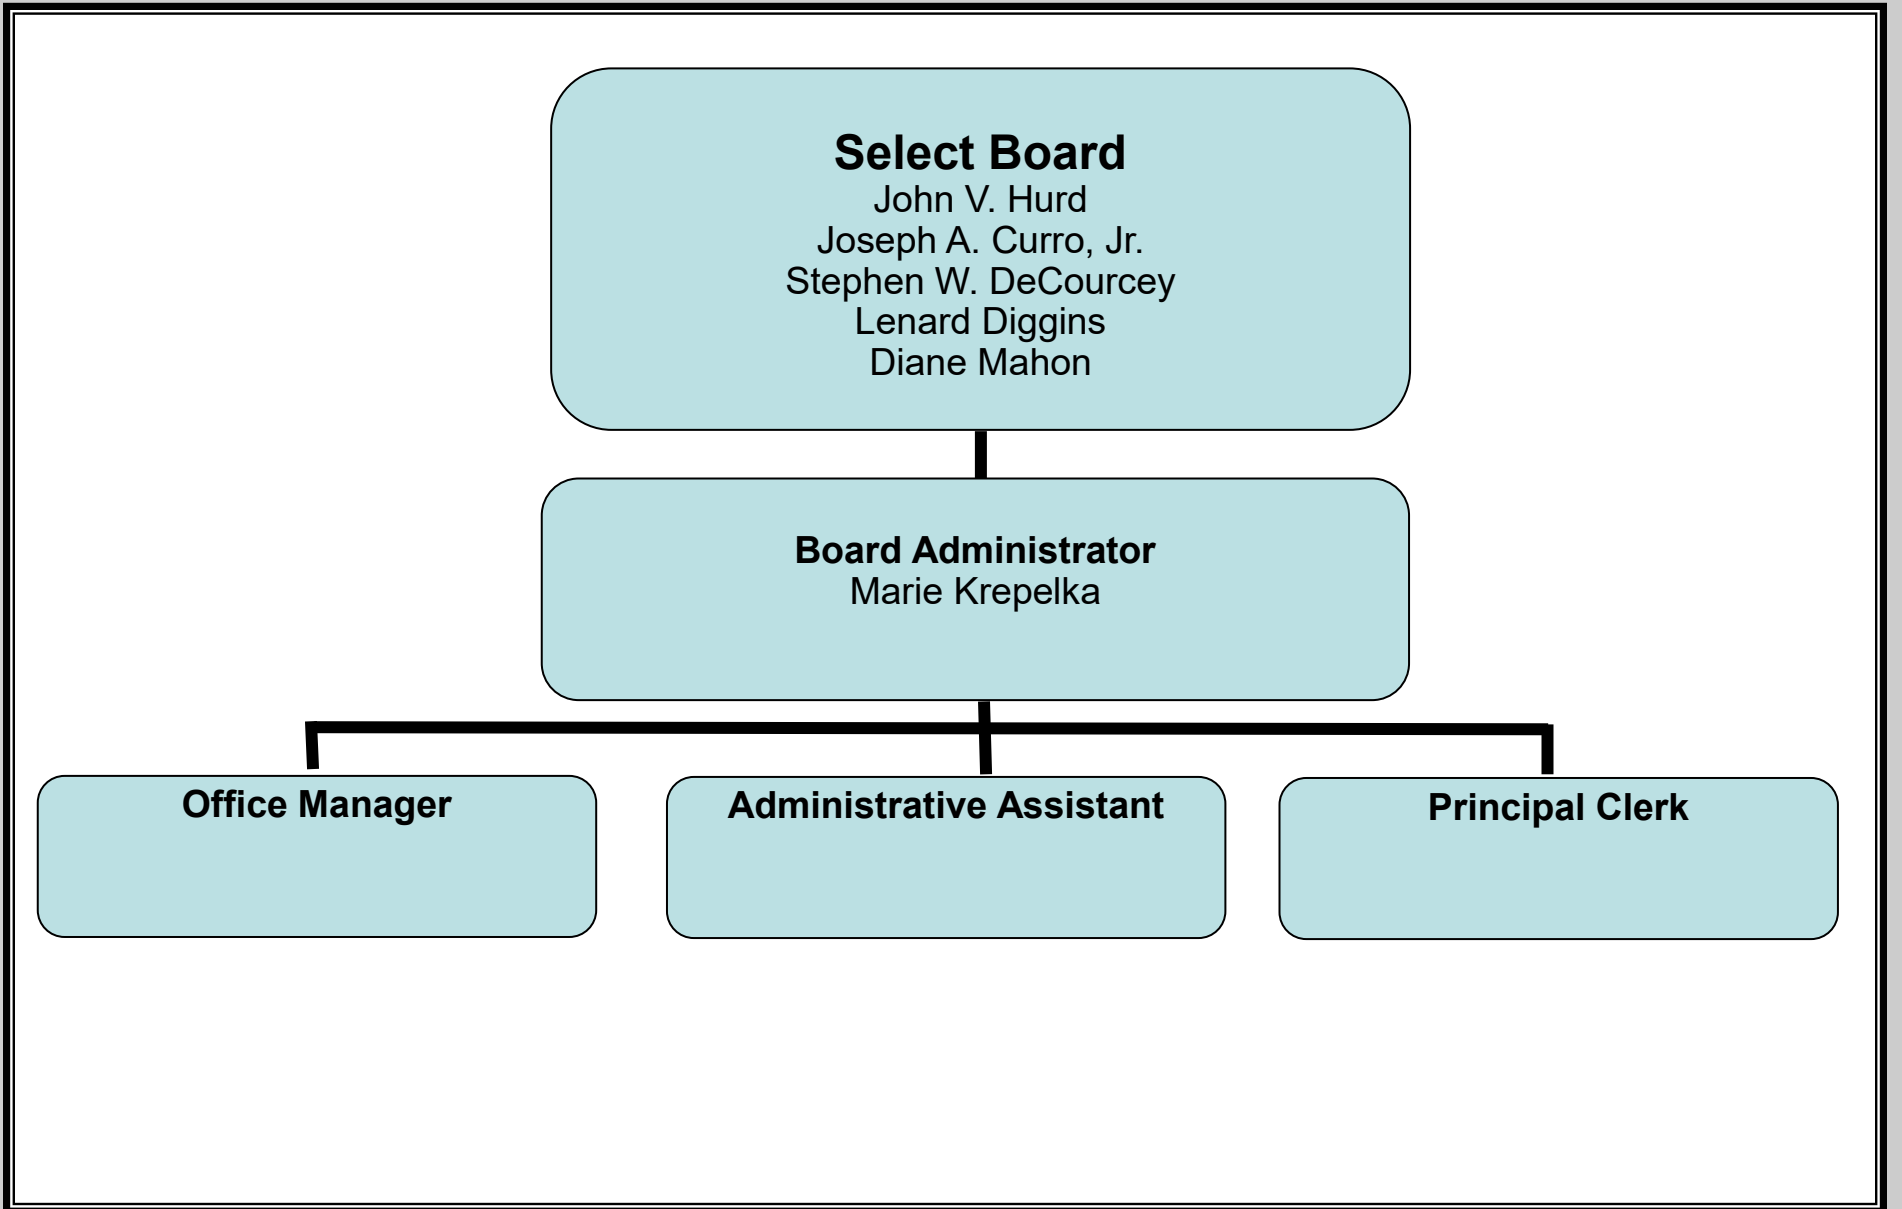 Select Board
John V. Hurd
Joseph A. Curro, Jr.
Stephen W. DeCourcey
Lenard Diggins
Diane Mahon
Board Administrator
Marie Krepelka
Office Manager
Administrative Assistant
Principal Clerk